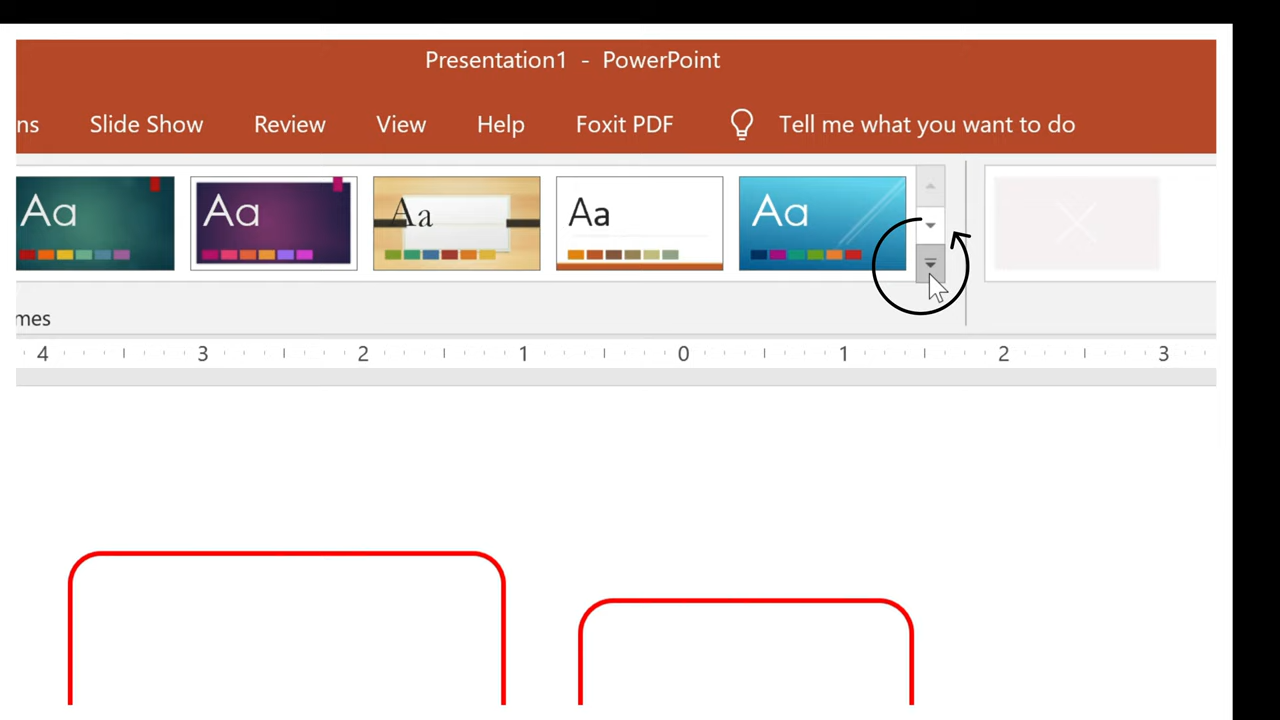 Presentation1 - PowerPoint
ns Slide Show Review View Help Foxit PDF Tell me what you want to do
Aa Aa Aa Aa Aa
mes
4 3 2 1 0 1 2 3